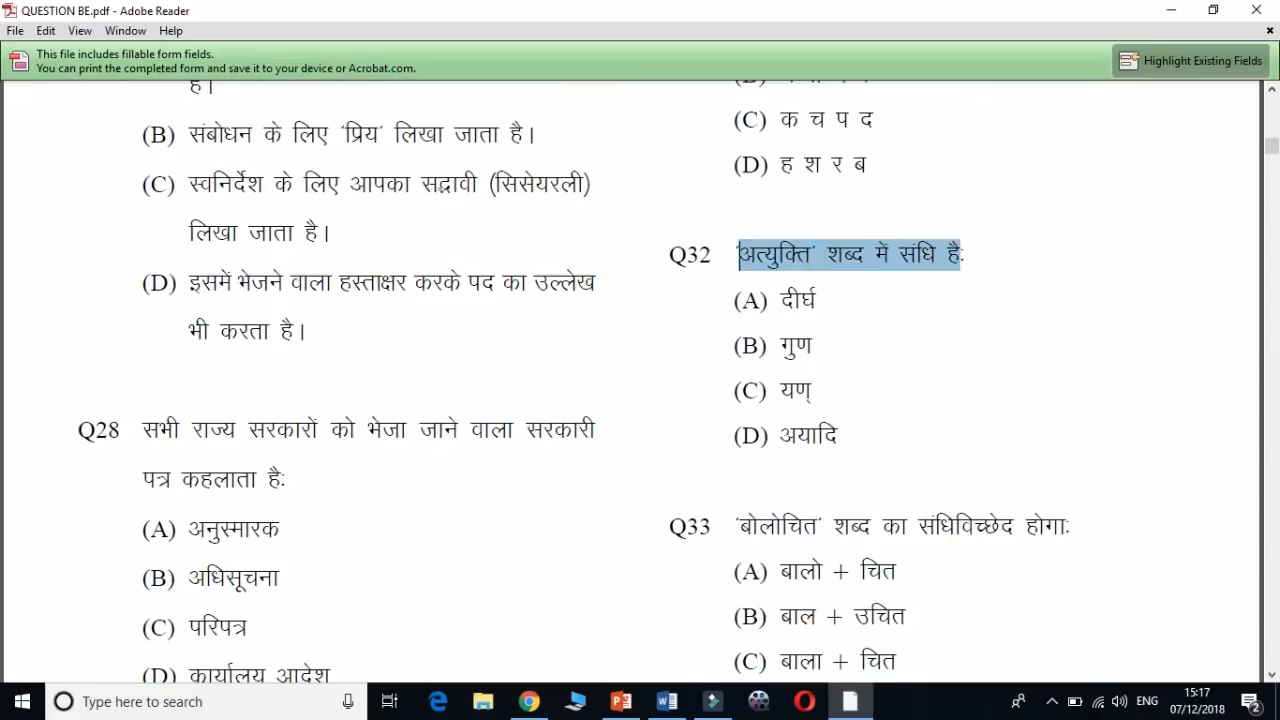 QUESTION BE.pdf - Adobe Reader
File Edit View Window Help
This file includes fillable form fields.
You can print the completed form and save it to your device or Acrobat.com.
Highlight Existing Fields
है।
(B) संबोधन के लिए 'प्रिय' लिखा जाता है।
(C) स्वनिर्देश के लिए आपका सद्भावी (सिसेयरली)
लिखा जाता है।
(D) इसमें भेजने वाला हस्ताक्षर करके पद का उल्लेख
भी करता है।
Q28 सभी राज्य सरकारों को भेजा जाने वाला सरकारी
पत्र कहलाता है:
(A) अनुस्मारक
(B) अधिसूचना
(C) परिपत्र
(D) कार्यालय आदेश
(C) क च प द
(D) ह श र ब
Q32 'अत्युक्ति' शब्द में संधि है:
(A) दीर्घ
(B) गुण
(C) यण्
(D) अयादि
Q33 'बोलोचित' शब्द का संधिविच्छेद होगा:
(A) बालो + चित
(B) बाल + उचित
(C) बाला + चित
Type here to search
ENG
15:17
07/12/2018
2